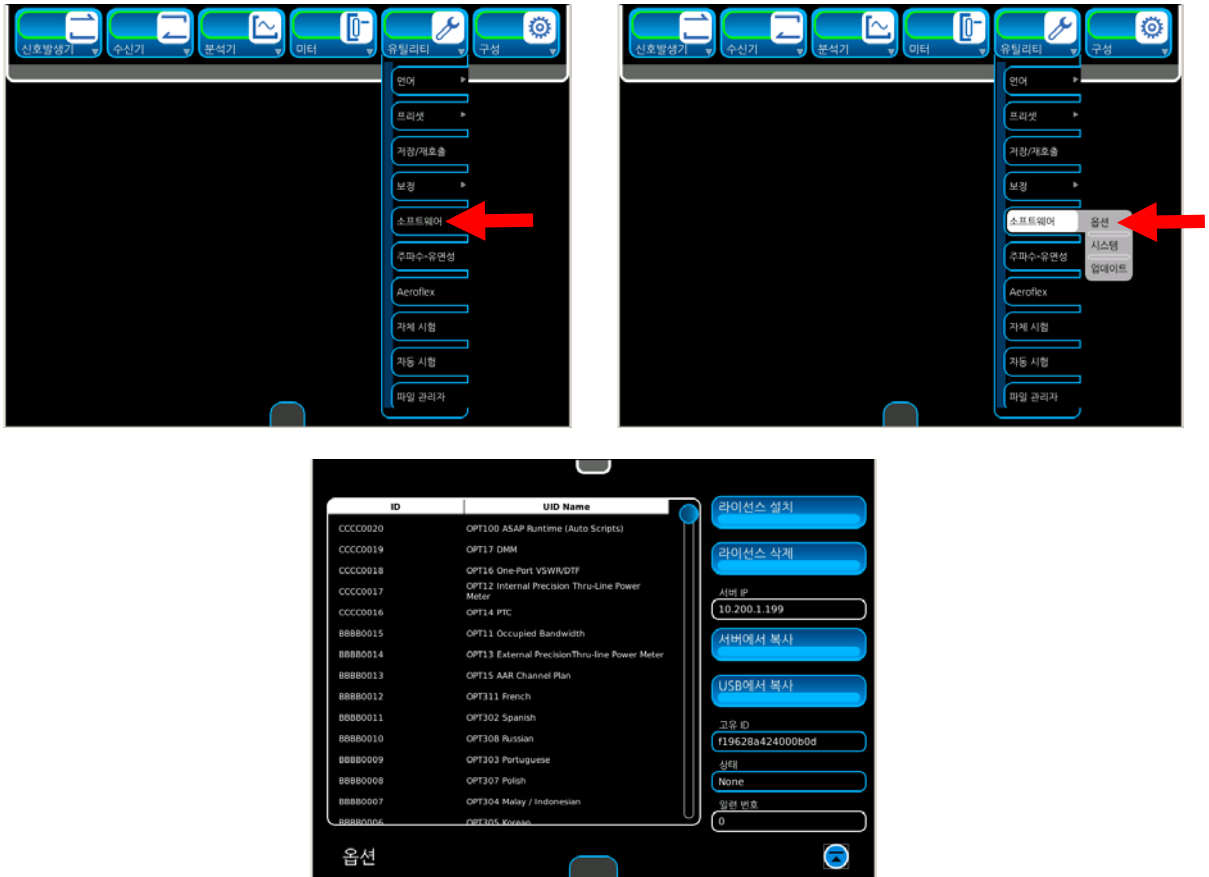 신호발생기 수신기 분석기 미터 유틸리티 구성
언어
프리셋
저장/재호출
보정
소프트웨어
주파수-유연성
Aeroflex
자체 시험
자동 시험
파일 관리자
신호발생기 수신기 분석기 미터 유틸리티 구성
언어
프리셋
저장/재호출
보정
소프트웨어 옵션
시스템
주파수-유연성
업데이트
Aeroflex
자체 시험
자동 시험
파일 관리자
ID UID Name
CCCC0020 OPT100 ASAP Runtime (Auto Scripts)
CCCC0019 OPT17 DMM
CCCC0018 OPT16 One-Port VSWR/DTF
CCCC0017 OPT12 Internal Precision Thru-Line Power
Meter
CCCC0016 OPT14 PTC
BBBB0015 OPT11 Occupied Bandwidth
BBBB0014 OPT13 External PrecisionThru-line Power Meter
BBBB0013 OPT15 AAR Channel Plan
BBBB0012 OPT311 French
BBBB0011 OPT302 Spanish
BBBB0010 OPT308 Russian
BBBB0009 OPT303 Portuguese
BBBB0008 OPT307 Polish
BBBB0007 OPT304 Malay / Indonesian
BBBB0006 OPT305 Korean
라이선스 설치
라이선스 삭제
서버 IP
10.200.1.199
서버에서 복사
USB에서 복사
고유 ID
f19628a424000b0d
상태
None
일련 번호
0
옵션